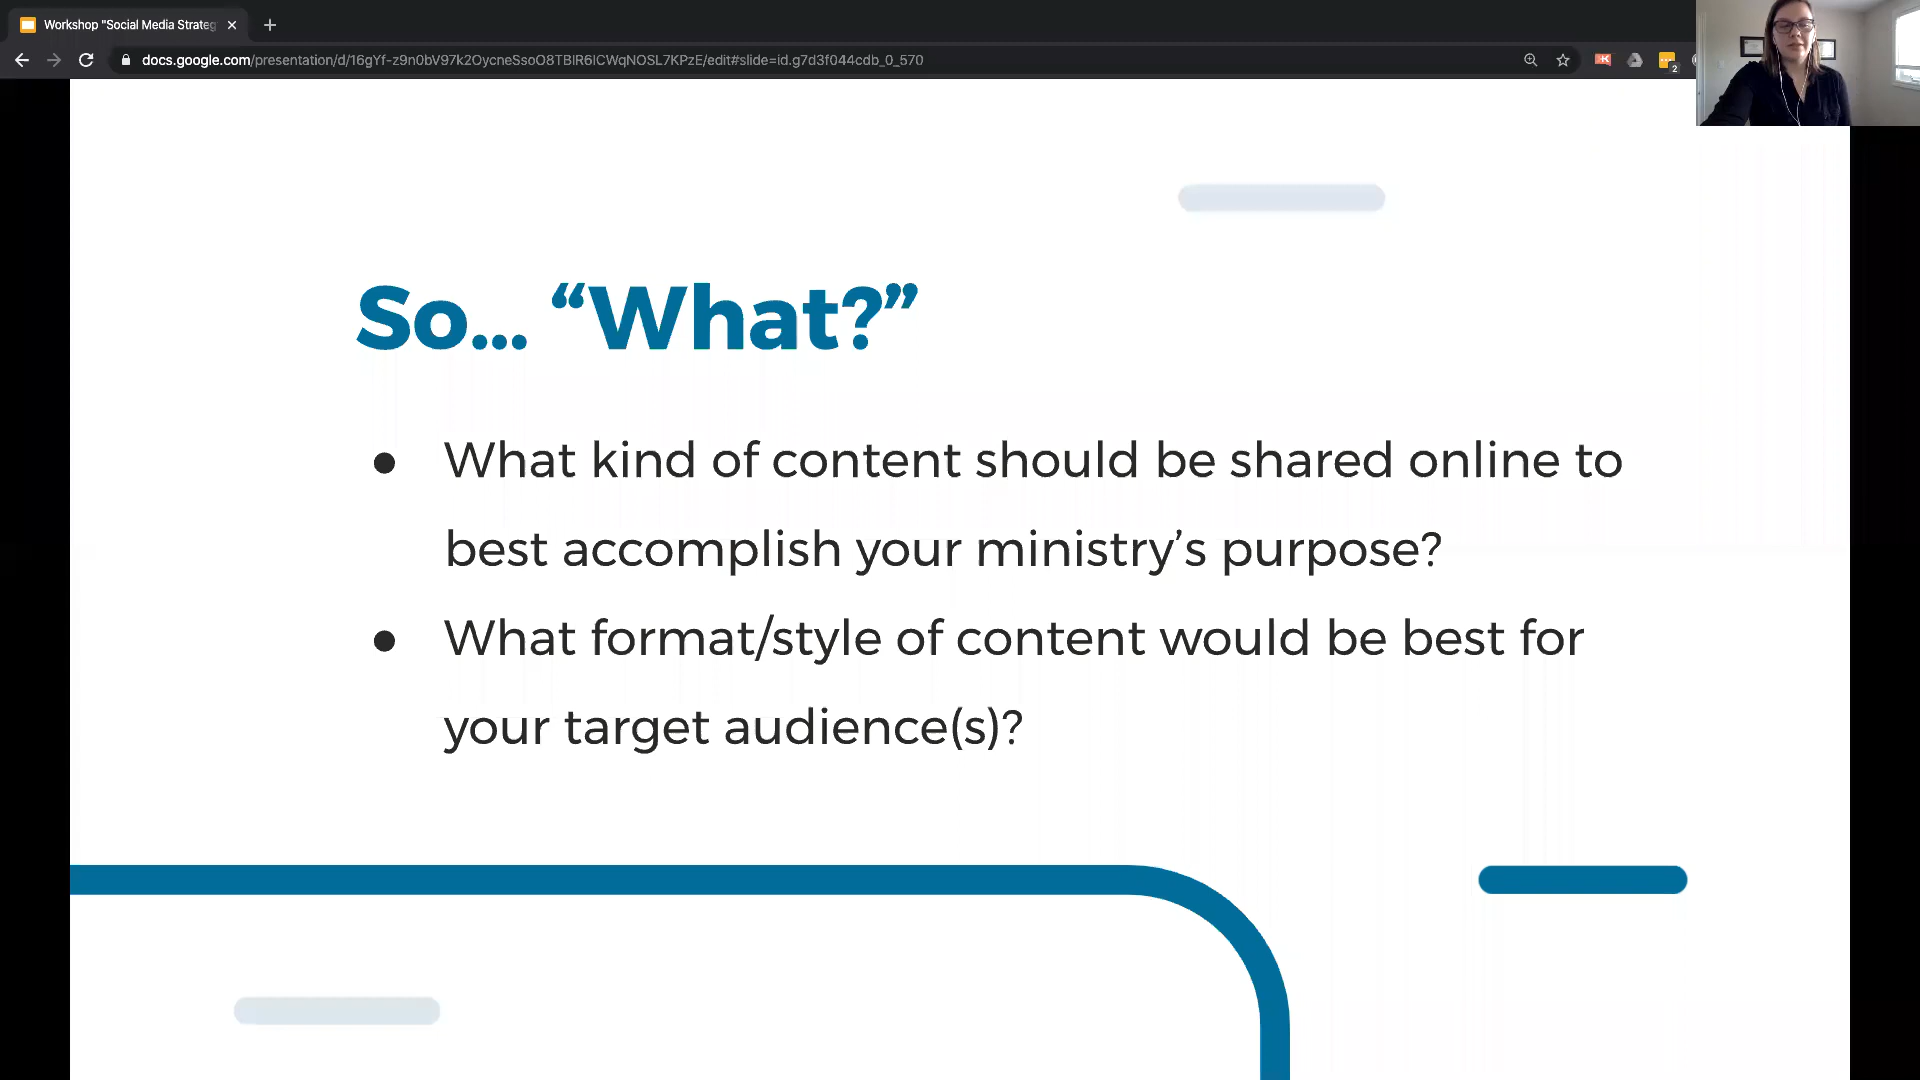 Workshop "Social Media Strateg
docs.google.com/presentation/d/16gYf-z9n0bV97k2OycneSsoO8TBlR6lCWqNOSL7KPzE/edit#slide=id.g7d3f044cdb_0_570
2
So... “What?”
● What kind of content should be shared online to
best accomplish your ministry’s purpose?
● What format/style of content would be best for
your target audience(s)?